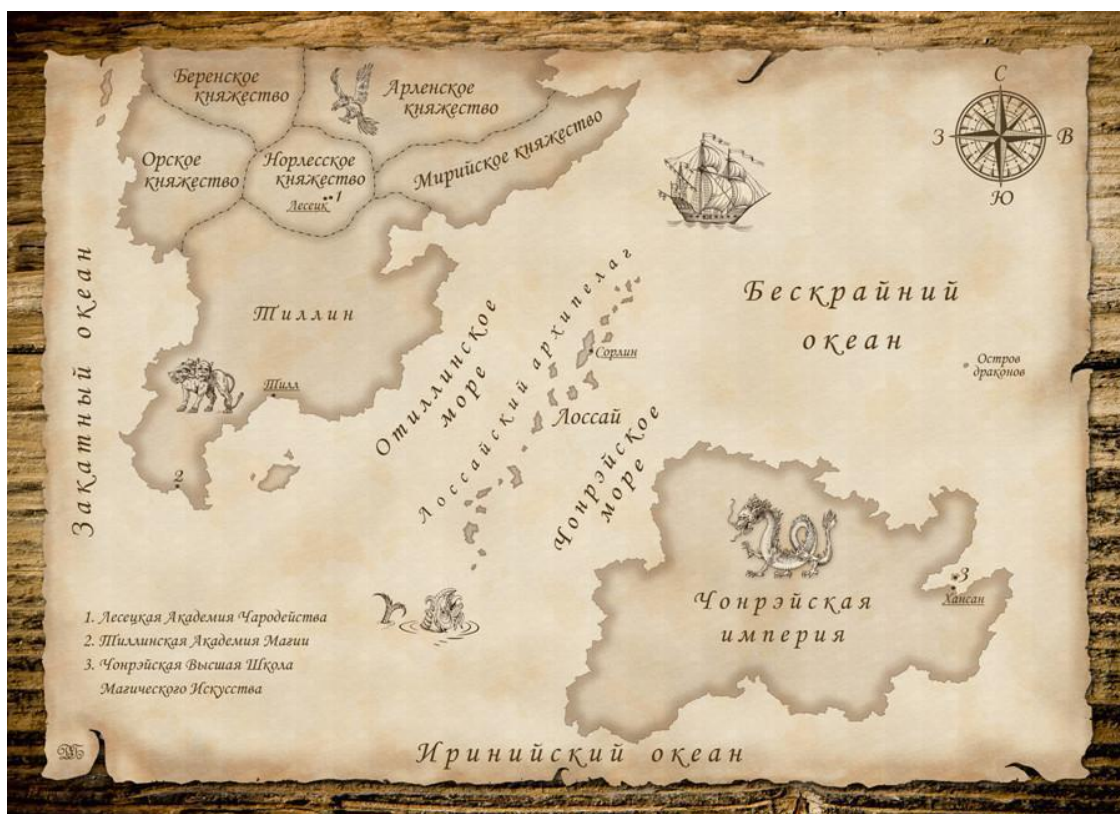 Беренское
княжество
Арленское
княжество
Орское
княжество
Норлесское
княжество
Лесецк
1
Мирийское княжество
С
З
В
Ю
Закатный океан
Тиллин
Тилл
2
Отиллинское
море
Лоссайский архипелаг
Сорлин
Лоссай
Чонрэйское
море
Бескрайний
океан
Остров
драконов
Чонрэйская
империя
3
Хансан
1. Лесецкая Академия Чародейства
2. Тиллинская Академия Магии
3. Чонрэйская Высшая Школа
Магического Искусства
Иринийский океан